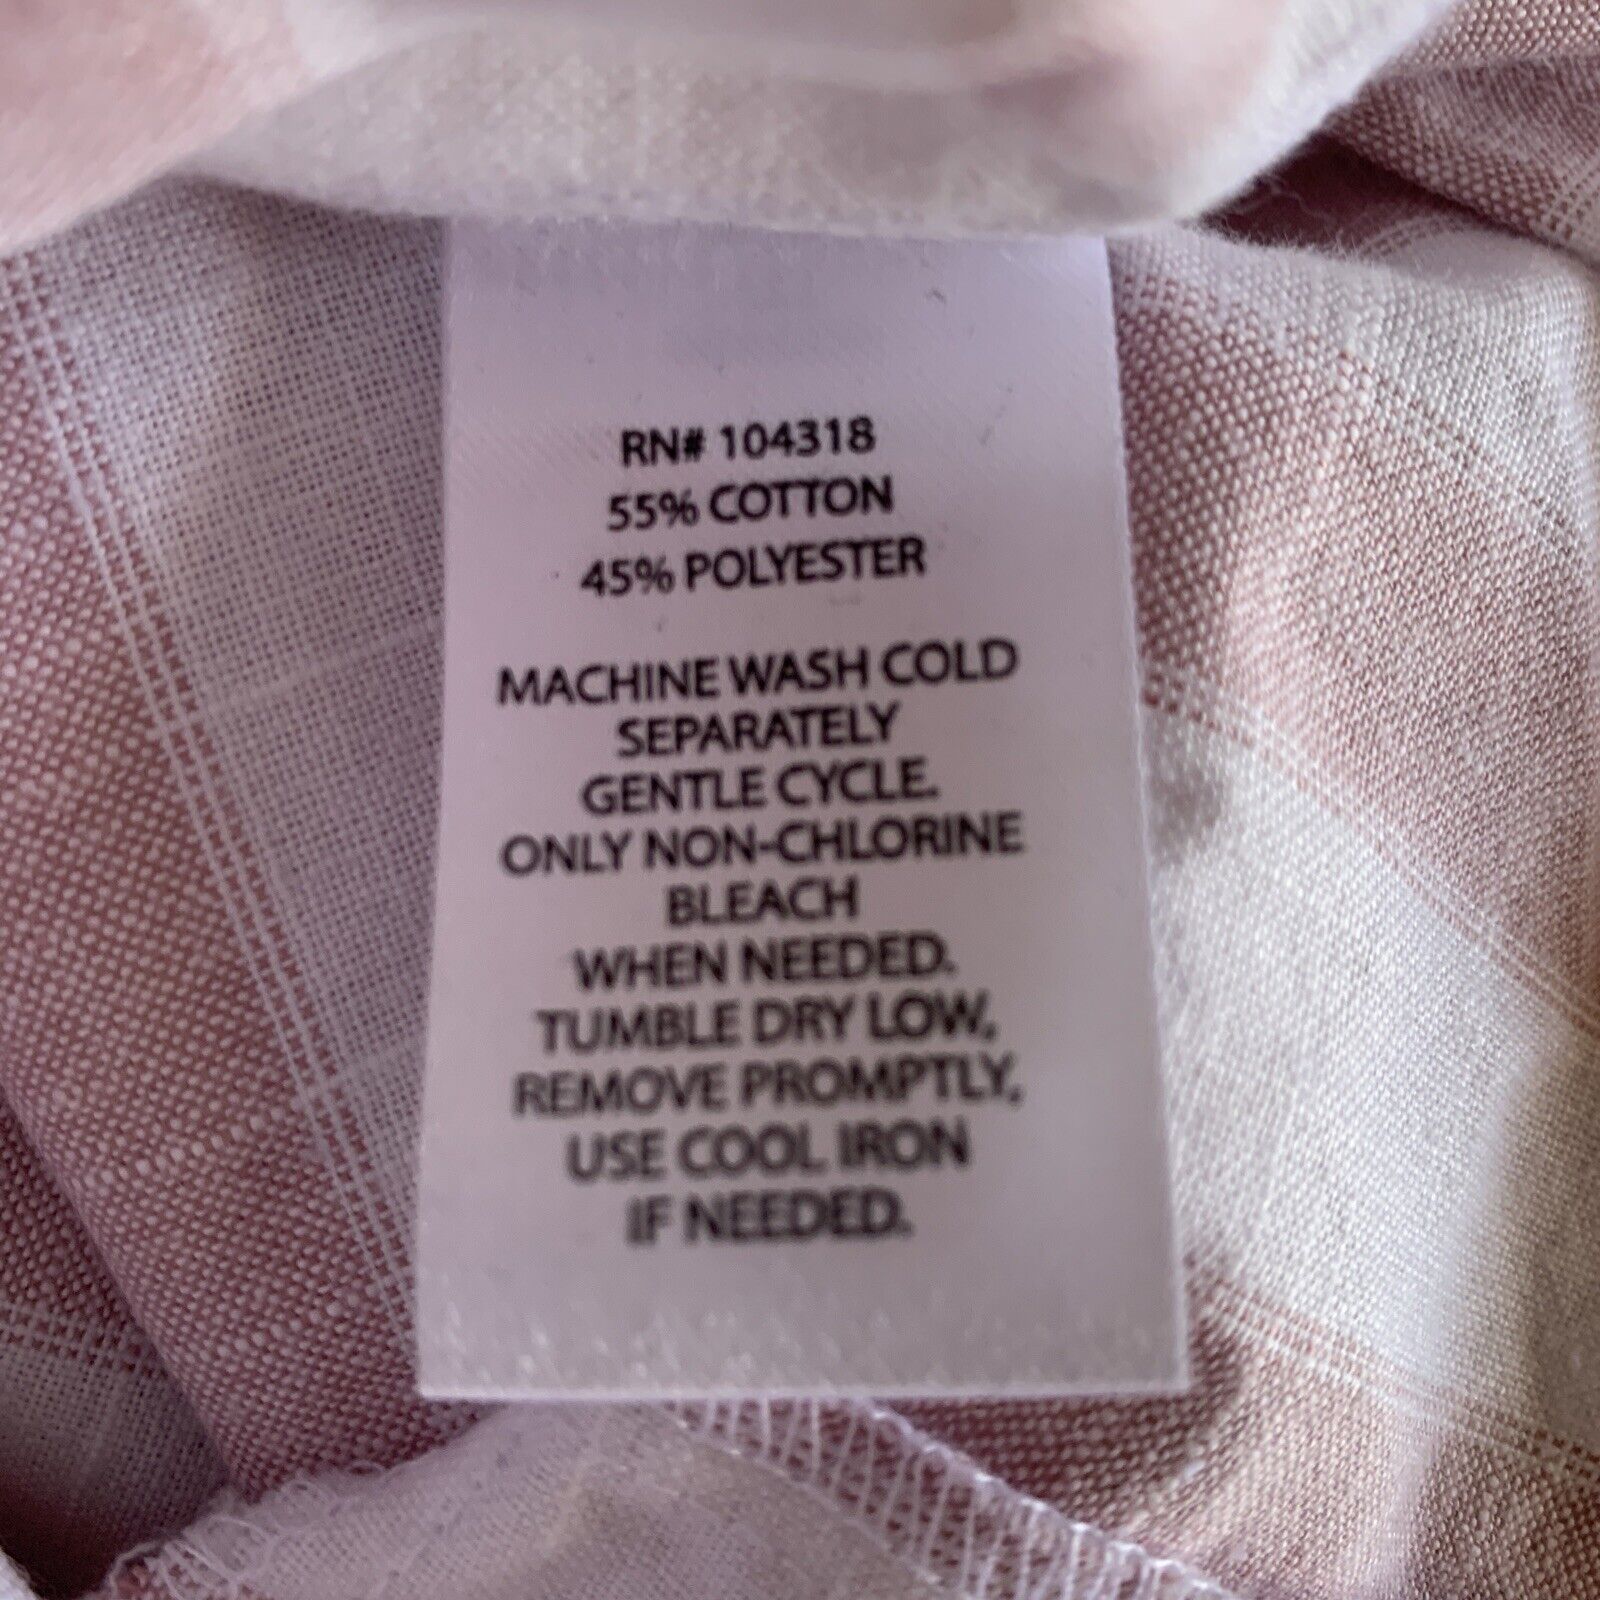 RN# 104318
55% COTTON
45% POLYESTER
MACHINE WASH COLD
SEPARATELY
GENTLE CYCLE.
ONLY NON-CHLORINE
BLEACH
WHEN NEEDED.
TUMBLE DRY LOW,
REMOVE PROMPTLY,
USE COOL IRON
IF NEEDED.